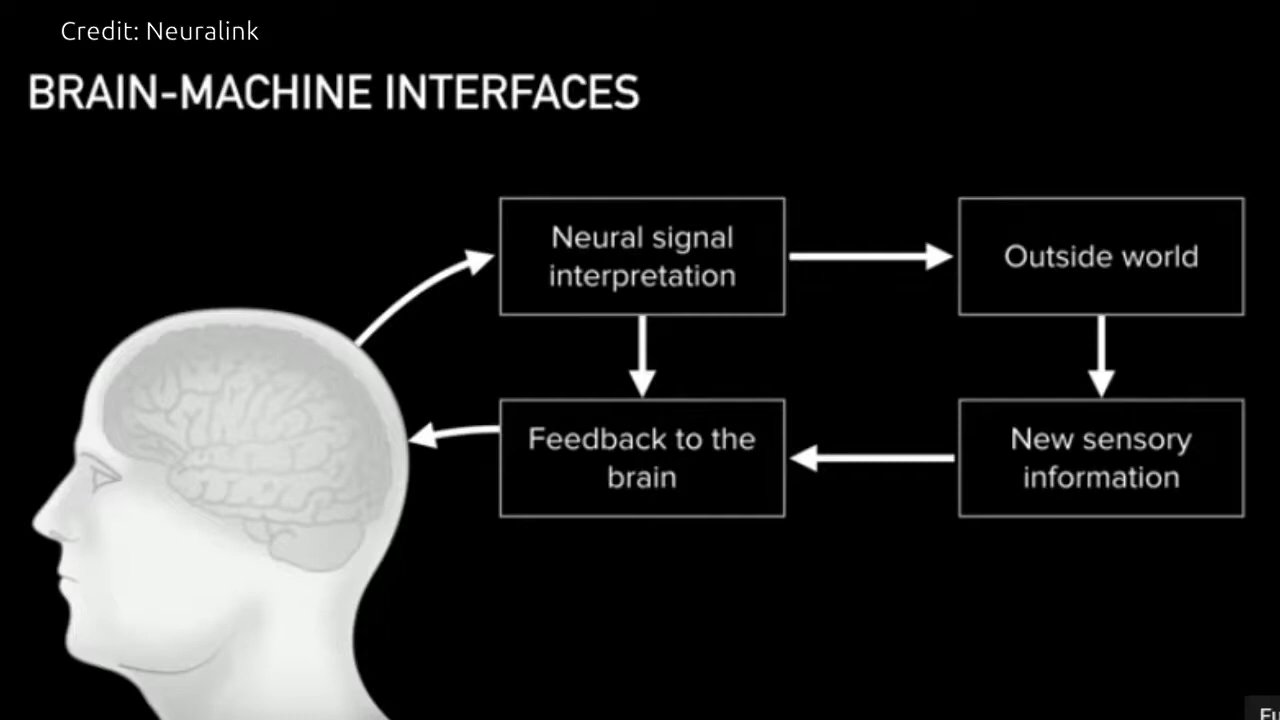 Credit: Neuralink
BRAIN-MACHINE INTERFACES
Neural signal
interpretation
Outside world
Feedback to the
brain
New sensory
information